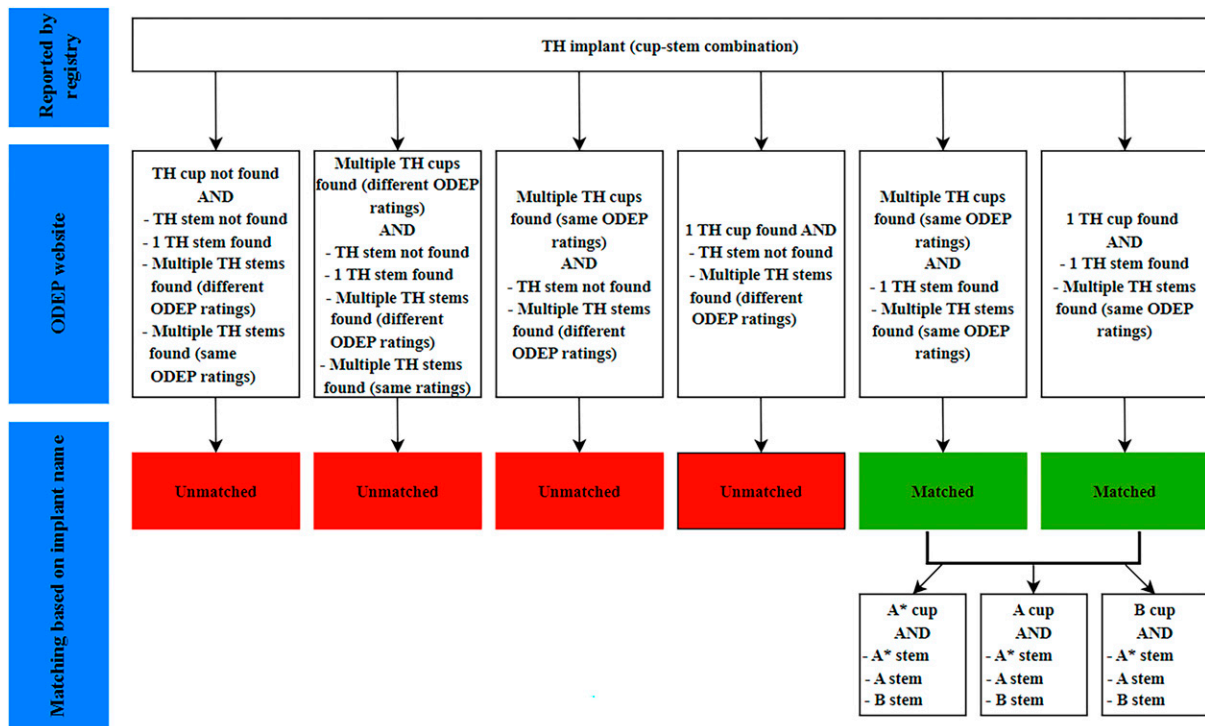 Reported by
registry
TH implant (cup-stem combination)
ODEP website
TH cup not found
AND
- TH stem not found
- 1 TH stem found
- Multiple TH stems
found (different
ODEP ratings)
- Multiple TH stems
found (same
ODEP ratings)
Multiple TH cups
found (different ODEP
ratings)
AND
- TH stem not found
- 1 TH stem found
- Multiple TH stems
found (different
ODEP ratings)
- Multiple TH stems
found (same ratings)
Multiple TH cups
found (same ODEP
ratings)
AND
- TH stem not found
- Multiple TH stems
found (different
ODEP ratings)
1 TH cup found AND
- TH stem not found
- Multiple TH stems
found (different
ODEP ratings)
Multiple TH cups
found (same ODEP
ratings)
AND
- 1 TH stem found
- Multiple TH stems
found (same ODEP
ratings)
1 TH cup found
AND
- 1 TH stem found
- Multiple TH stems
found (same ODEP
ratings)
Matching based on implant name
Unmatched
Unmatched
Unmatched
Unmatched
Matched
Matched
A* cup
AND
- A* stem
- A stem
- B stem
A cup
AND
- A* stem
- A stem
- B stem
B cup
AND
- A* stem
- A stem
- B stem